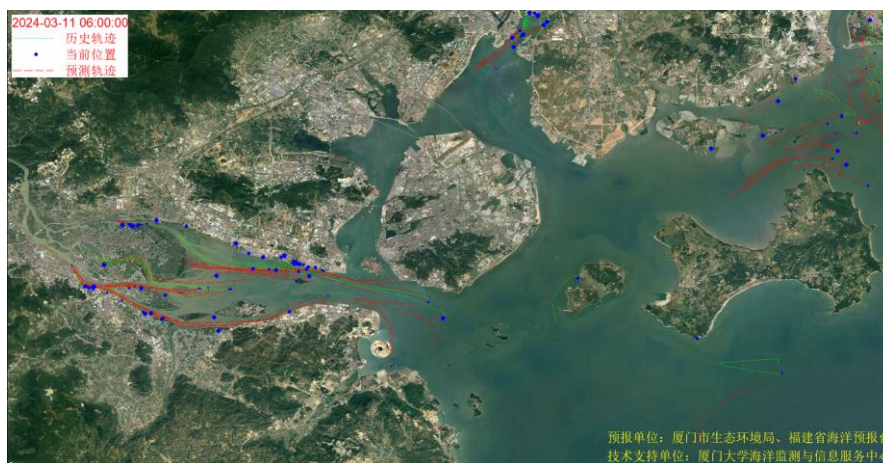 2024-03-11 06:00:00
历史轨迹
当前位置
预测轨迹
预报单位：厦门市生态环境局、福建省海洋预报台
技术支持单位：厦门大学海洋监测与信息服务中心